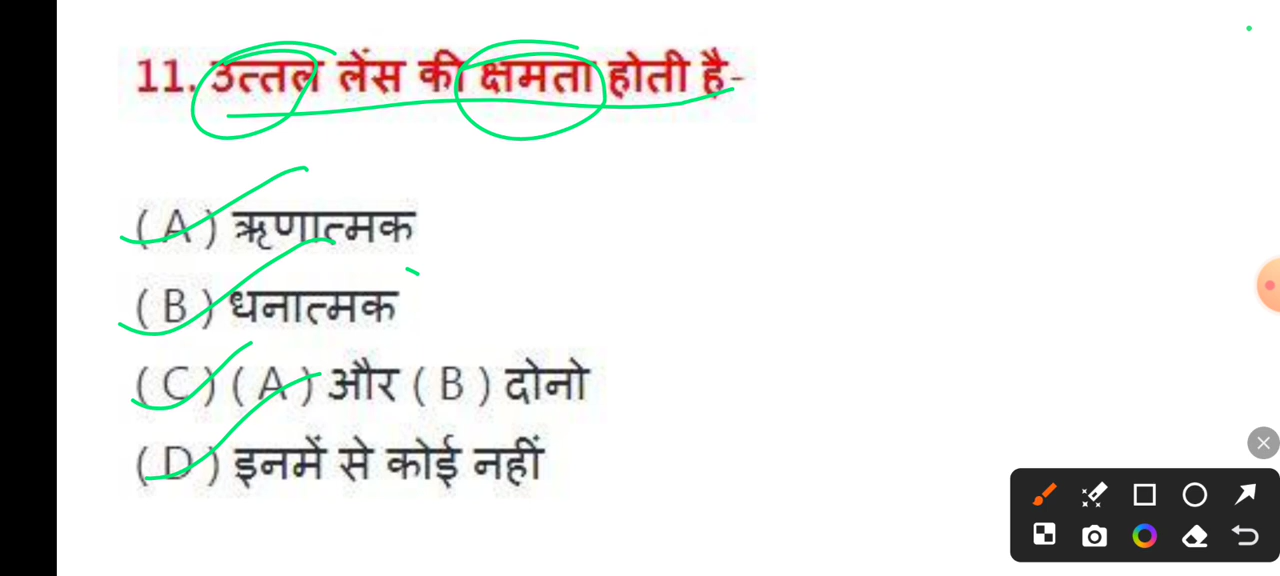 11. उत्तल लेंस की क्षमता होती है-
( A ) ऋणात्मक
( B ) धनात्मक
( C ) ( A ) और ( B ) दोनो
( D ) इनमें से कोई नहीं